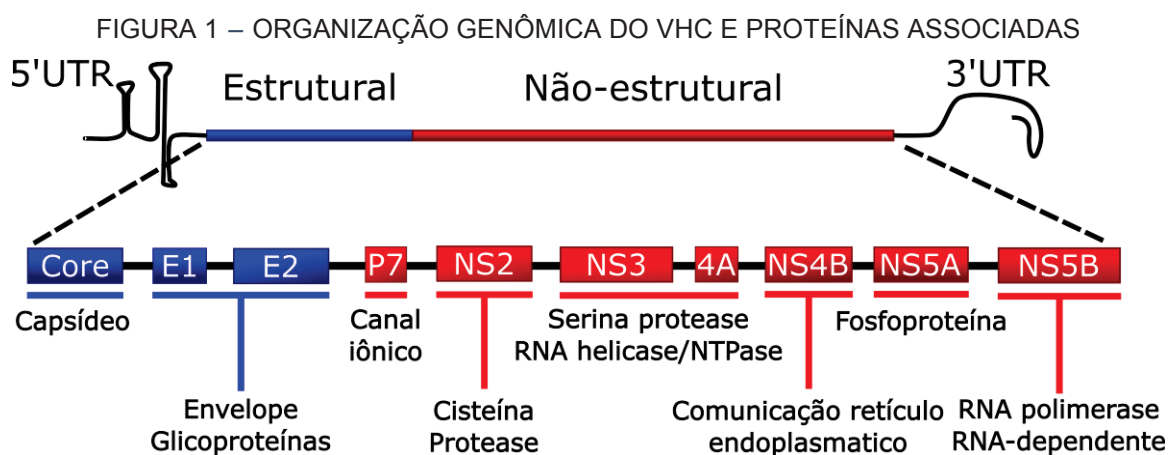 FIGURA 1 – ORGANIZAÇÃO GENÔMICA DO VHC E PROTEÍNAS ASSOCIADAS
5'UTR
Estrutural
Não-estrutural
3'UTR
Core
E1
E2
P7
NS2
NS3
4A
NS4B
NS5A
NS5B
Capsídeo
Envelope
Glicoproteínas
Canal
iônico
Cisteína
Protease
Serina protease
RNA helicase/NTPase
Comunicação retículo
endoplasmatico
Fosfoproteína
RNA polimerase
RNA-dependente